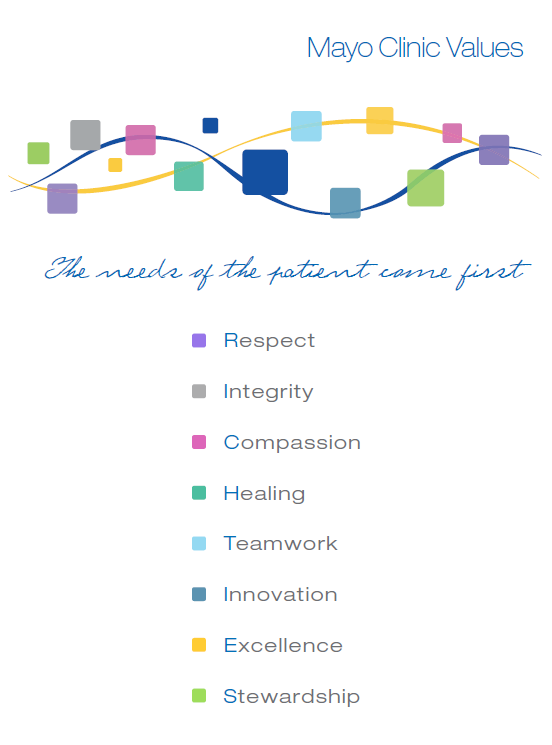 Mayo Clinic Values
The needs of the patient come first
Respect
Integrity
Compassion
Healing
Teamwork
Innovation
Excellence
Stewardship